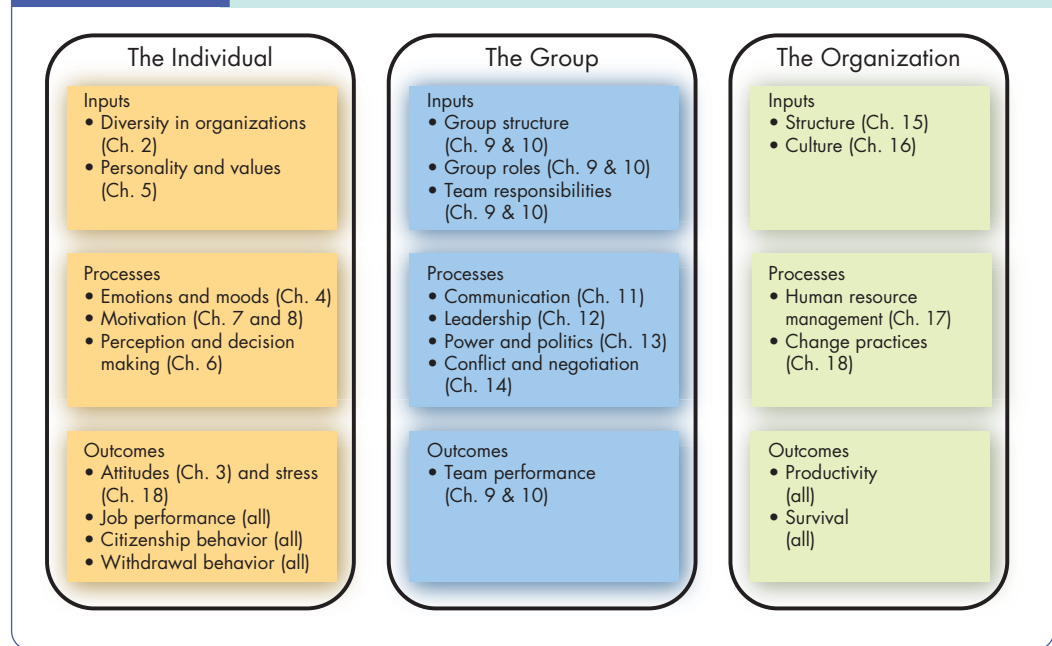 The Individual
Inputs
• Diversity in organizations
(Ch. 2)
• Personality and values
(Ch. 5)
Processes
• Emotions and moods (Ch. 4)
• Motivation (Ch. 7 and 8)
• Perception and decision
making (Ch. 6)
Outcomes
• Attitudes (Ch. 3) and stress
(Ch. 18)
• Job performance (all)
• Citizenship behavior (all)
• Withdrawal behavior (all)
The Group
Inputs
• Group structure
(Ch. 9 & 10)
• Group roles (Ch. 9 & 10)
• Team responsibilities
(Ch. 9 & 10)
Processes
• Communication (Ch. 11)
• Leadership (Ch. 12)
• Power and politics (Ch. 13)
• Conflict and negotiation
(Ch. 14)
Outcomes
• Team performance
(Ch. 9 & 10)
The Organization
Inputs
• Structure (Ch. 15)
• Culture (Ch. 16)
Processes
• Human resource
management (Ch. 17)
• Change practices
(Ch. 18)
Outcomes
• Productivity
(all)
• Survival
(all)